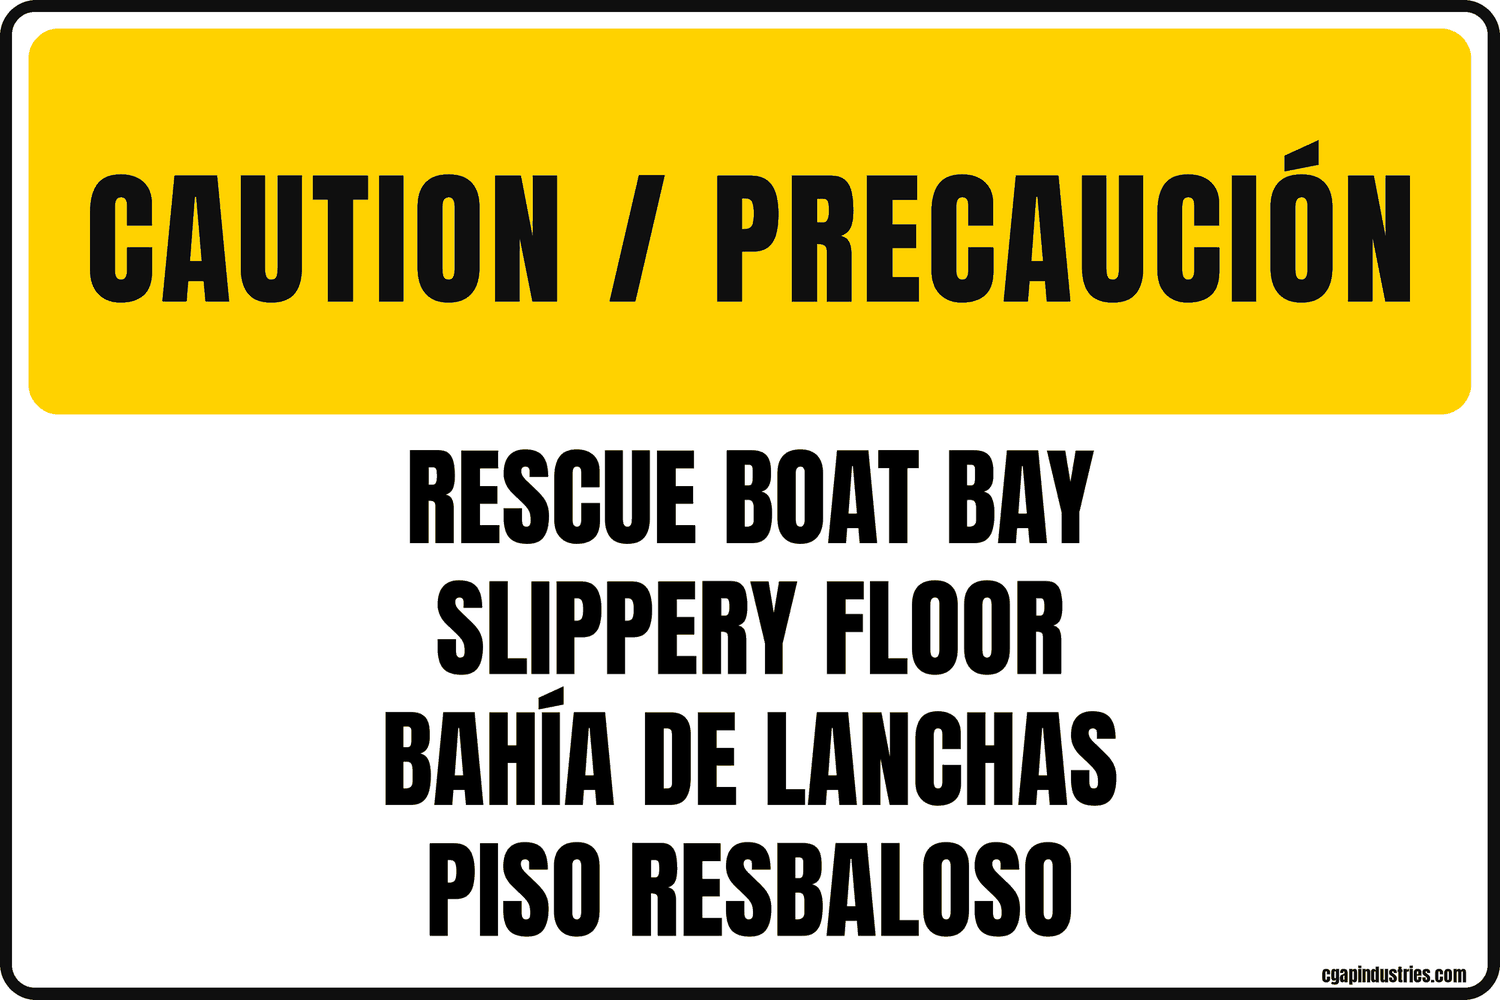 CAUTION / PRECAUCIÓN
RESCUE BOAT BAY
SLIPPERY FLOOR
BAHÍA DE LANCHAS
PISO RESBALOSO
cgapindustries.com